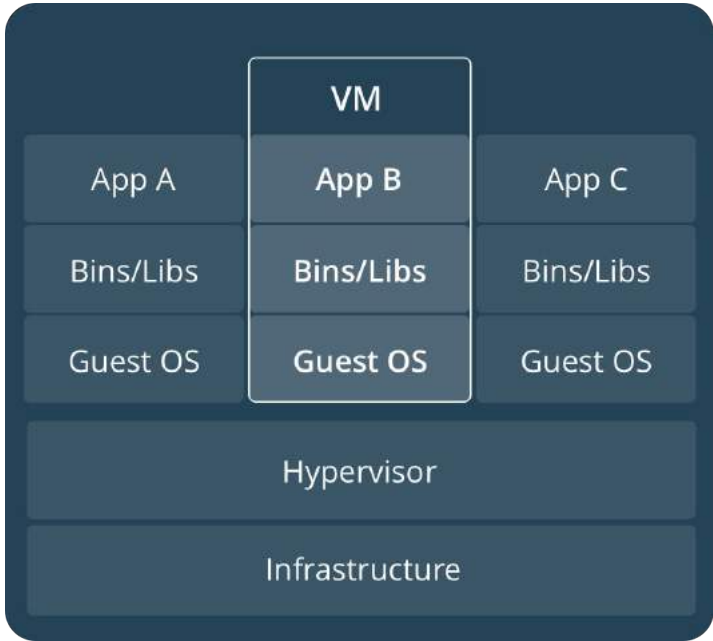 VM
App A App B App C
Bins/Libs Bins/Libs Bins/Libs
Guest OS Guest OS Guest OS
Hypervisor
Infrastructure